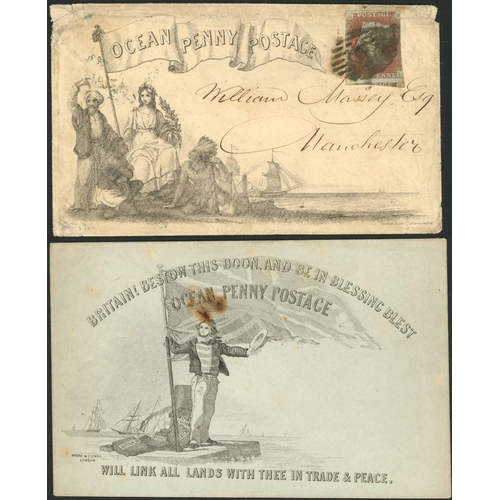 OCEAN PENNY POSTAGE
POSTAGE
William Massey Esq
Manchester
BRITAIN! BESTOW THIS BOON, AND BE IN BLESSING BLEST
OCEAN PENNY POSTAGE
LONDON.
WILL LINK ALL LANDS WITH THEE IN TRADE & PEACE.